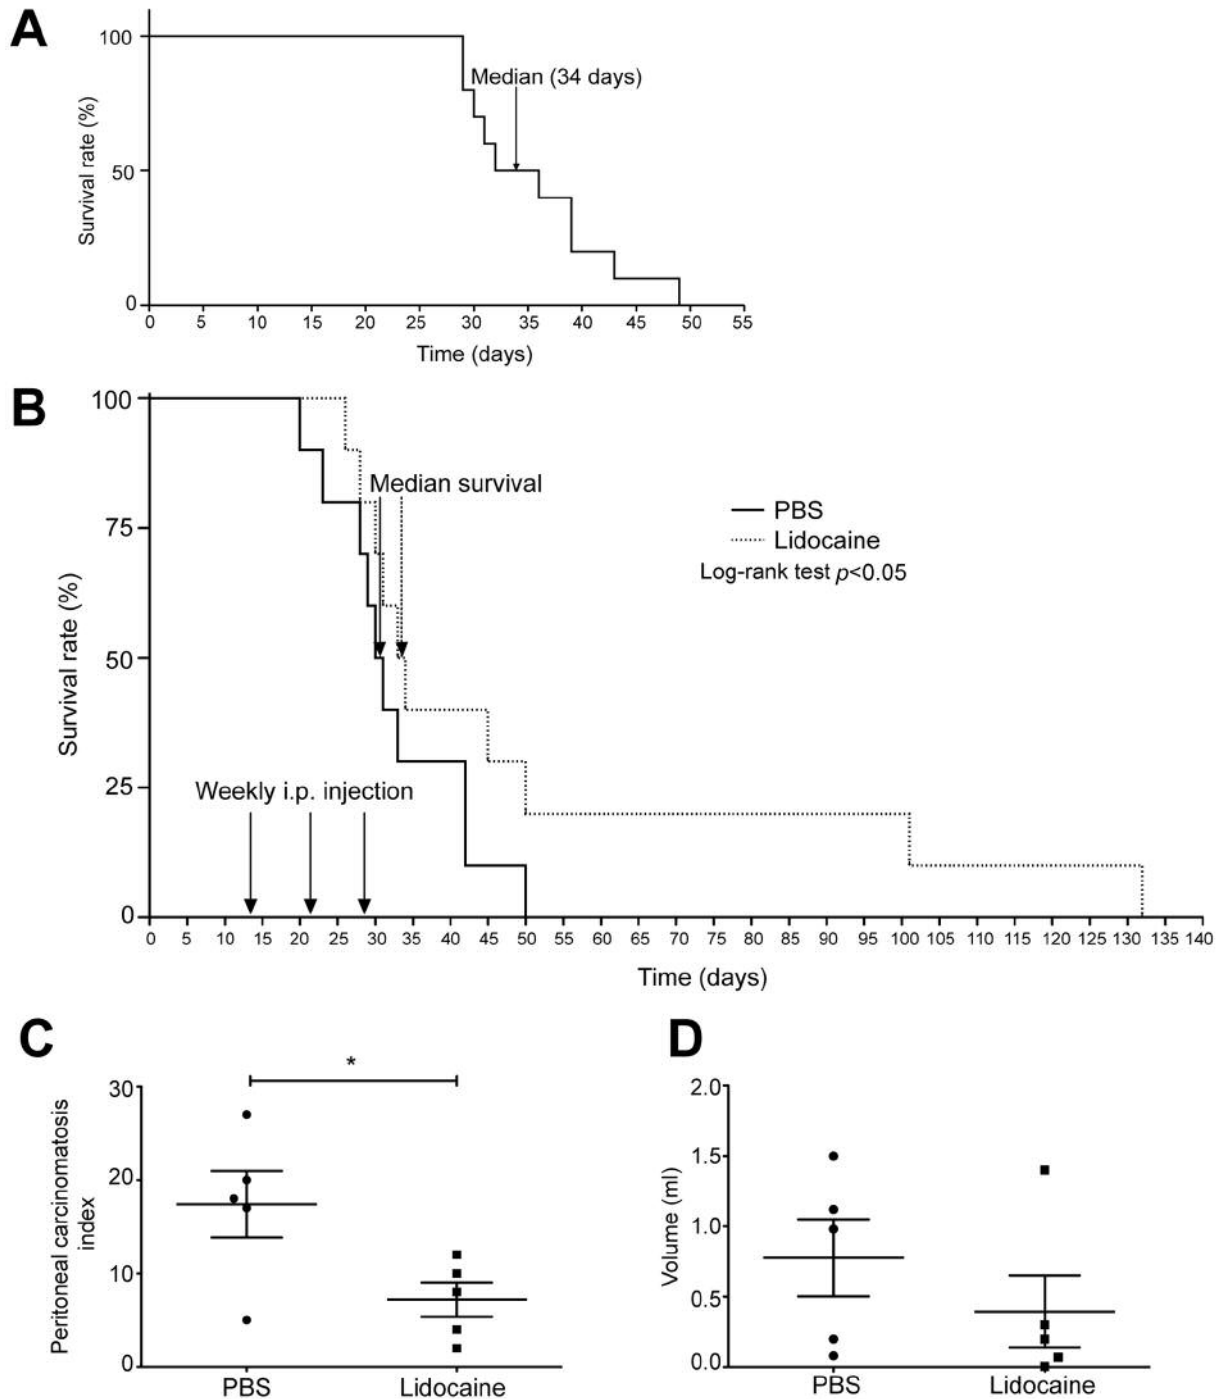 A
100
50
0
Survival rate (%)
Median (34 days)
0 5 10 15 20 25 30 35 40 45 50 55
Time (days)
B
100
75
50
25
0
Survival rate (%)
Median survival
PBS
Lidocaine
Log-rank test p<0.05
Weekly i.p. injection
0 5 10 15 20 25 30 35 40 45 50 55 60 65 70 75 80 85 90 95 100 105 110 115 120 125 130 135 140
Time (days)
C
*
30
20
10
0
Peritoneal carcinomatosis
index
PBS Lidocaine
D
2.0
1.5
1.0
0.5
0.0
Volume (ml)
PBS Lidocaine